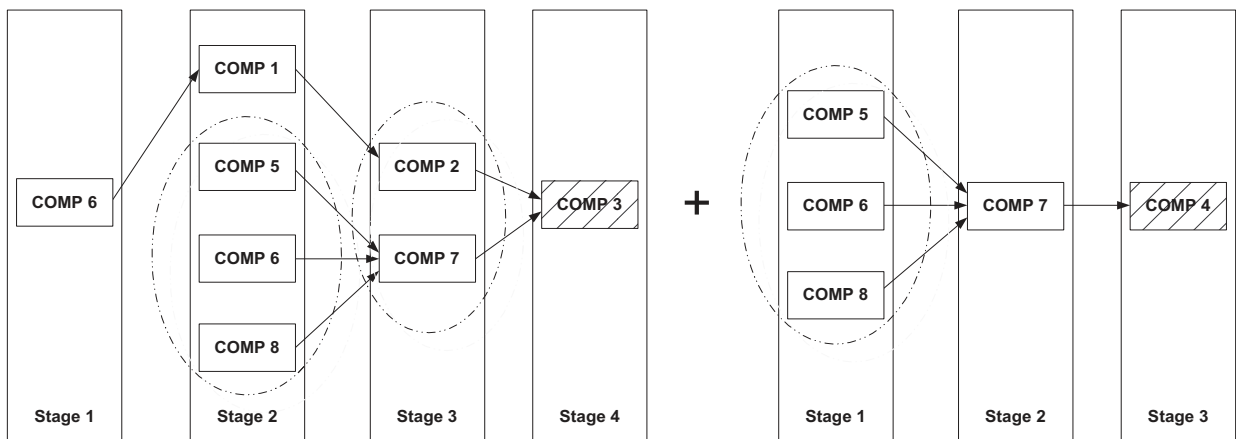 COMP 6
Stage 1
COMP 1
COMP 5
COMP 6
COMP 8
Stage 2
COMP 2
COMP 7
Stage 3
COMP 3
Stage 4
+
COMP 5
COMP 6
COMP 8
Stage 1
COMP 7
Stage 2
COMP 4
Stage 3